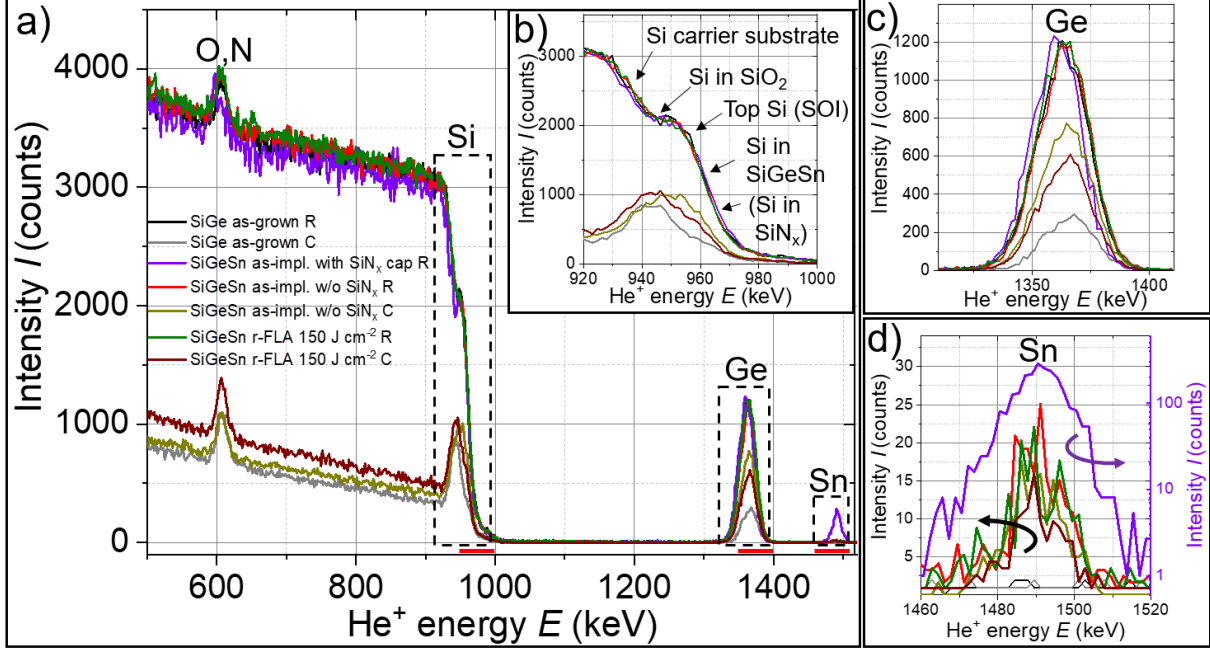 a)
O,N
Si
Ge
Sn
4000
3000
2000
1000
0
600
800
1000
1200
1400
Intensity I (counts)
He⁺ energy E (keV)
SiGe as-grown R
SiGe as-grown C
SiGeSn as-impl. with SiNₓ cap R
SiGeSn as-impl. w/o SiNₓ R
SiGeSn as-impl. w/o SiNₓ C
SiGeSn r-FLA 150 J cm⁻² R
SiGeSn r-FLA 150 J cm⁻² C
b)
Si carrier substrate
Si in SiO₂
Top Si (SOI)
Si in
SiGeSn
(Si in
SiNₓ)
3000
2000
1000
0
920
940
960
980
1000
Intensity I (counts)
He⁺ energy E (keV)
c)
Ge
1200
1000
800
600
400
200
0
1350
1400
Intensity I (counts)
He⁺ energy E (keV)
d)
Sn
30
25
20
15
10
5
100
10
1
1460
1480
1500
1520
Intensity I (counts)
Intensity I (counts)
He⁺ energy E (keV)